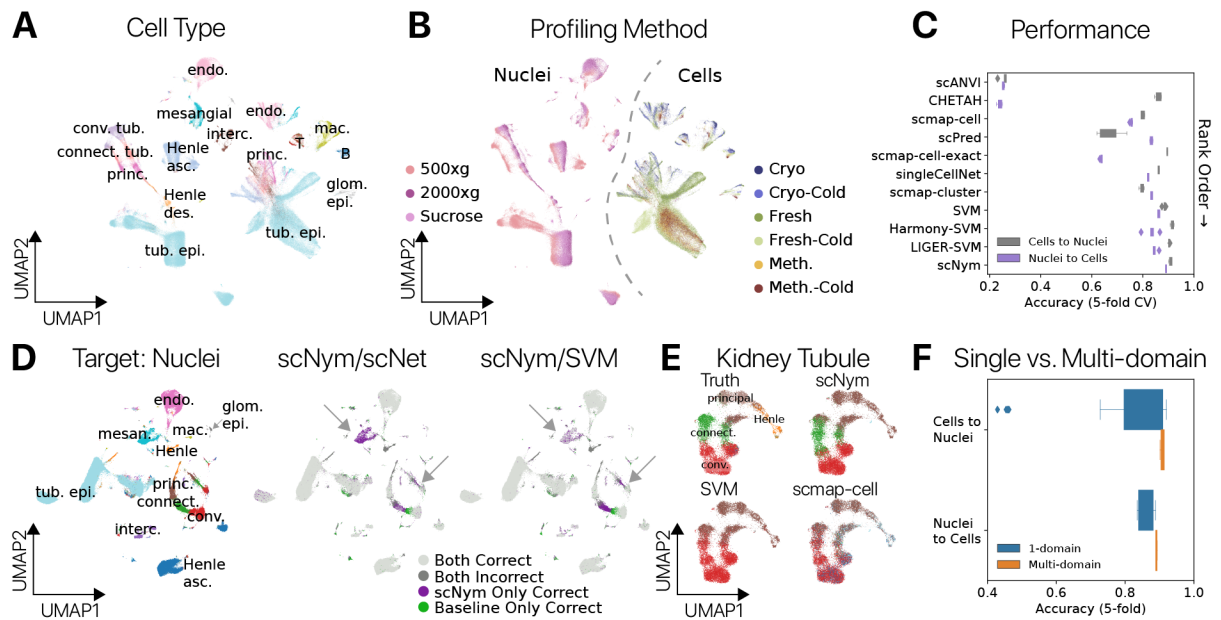 A
Cell Type
endo.
mesangial
interc.
endo.
mac.
T
B
conv. tub.
connect. tub.
princ.
Henle
asc.
princ.
Henle
des.
glom.
epi.
tub. epi.
tub. epi.
UMAP2
UMAP1
B
Profiling Method
Nuclei
Cells
500xg
2000xg
Sucrose
Cryo
Cryo-Cold
Fresh
Fresh-Cold
Meth.
Meth.-Cold
UMAP2
UMAP1
C
Performance
scANVI
CHETAH
scmap-cell
scPred
scmap-cell-exact
singleCellNet
scmap-cluster
SVM
Harmony-SVM
LIGER-SVM
scNym
Cells to Nuclei
Nuclei to Cells
0.2
0.4
0.6
0.8
1.0
Accuracy (5-fold CV)
Rank Order →
D
Target: Nuclei
scNym/scNet
scNym/SVM
endo.
glom.
epi.
mesan.
mac.
Henle
tub. epi.
princ.
connect.
conv.
interc.
Henle
asc.
UMAP2
UMAP1
Both Correct
Both Incorrect
scNym Only Correct
Baseline Only Correct
E
Kidney Tubule
Truth
scNym
principal
Henle
connect.
conv.
SVM
scmap-cell
UMAP2
UMAP1
F
Single vs. Multi-domain
Cells to
Nuclei
Nuclei
to Cells
1-domain
Multi-domain
0.4
0.6
0.8
1.0
Accuracy (5-fold)